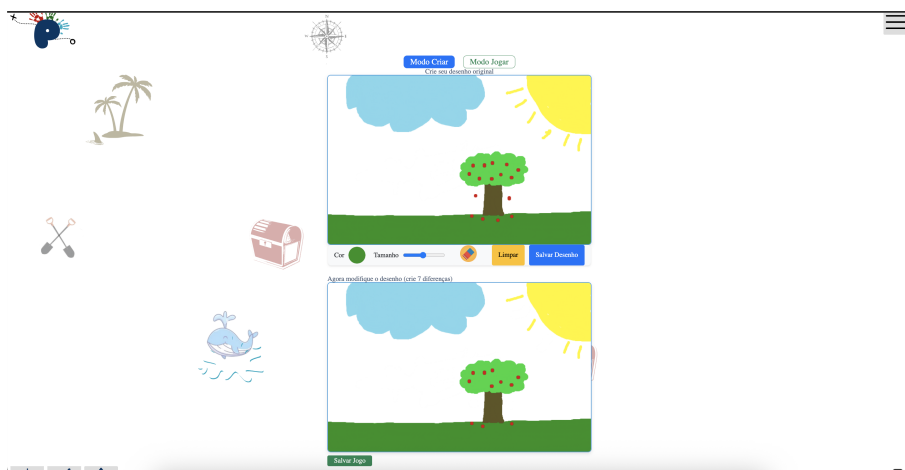 Modo Criar Modo Jogar
Crie seu desenho original
Cor Tamanho Limpar Salvar Desenho
Agora modifique o desenho (crie 7 diferenças)
Salvar Jogo